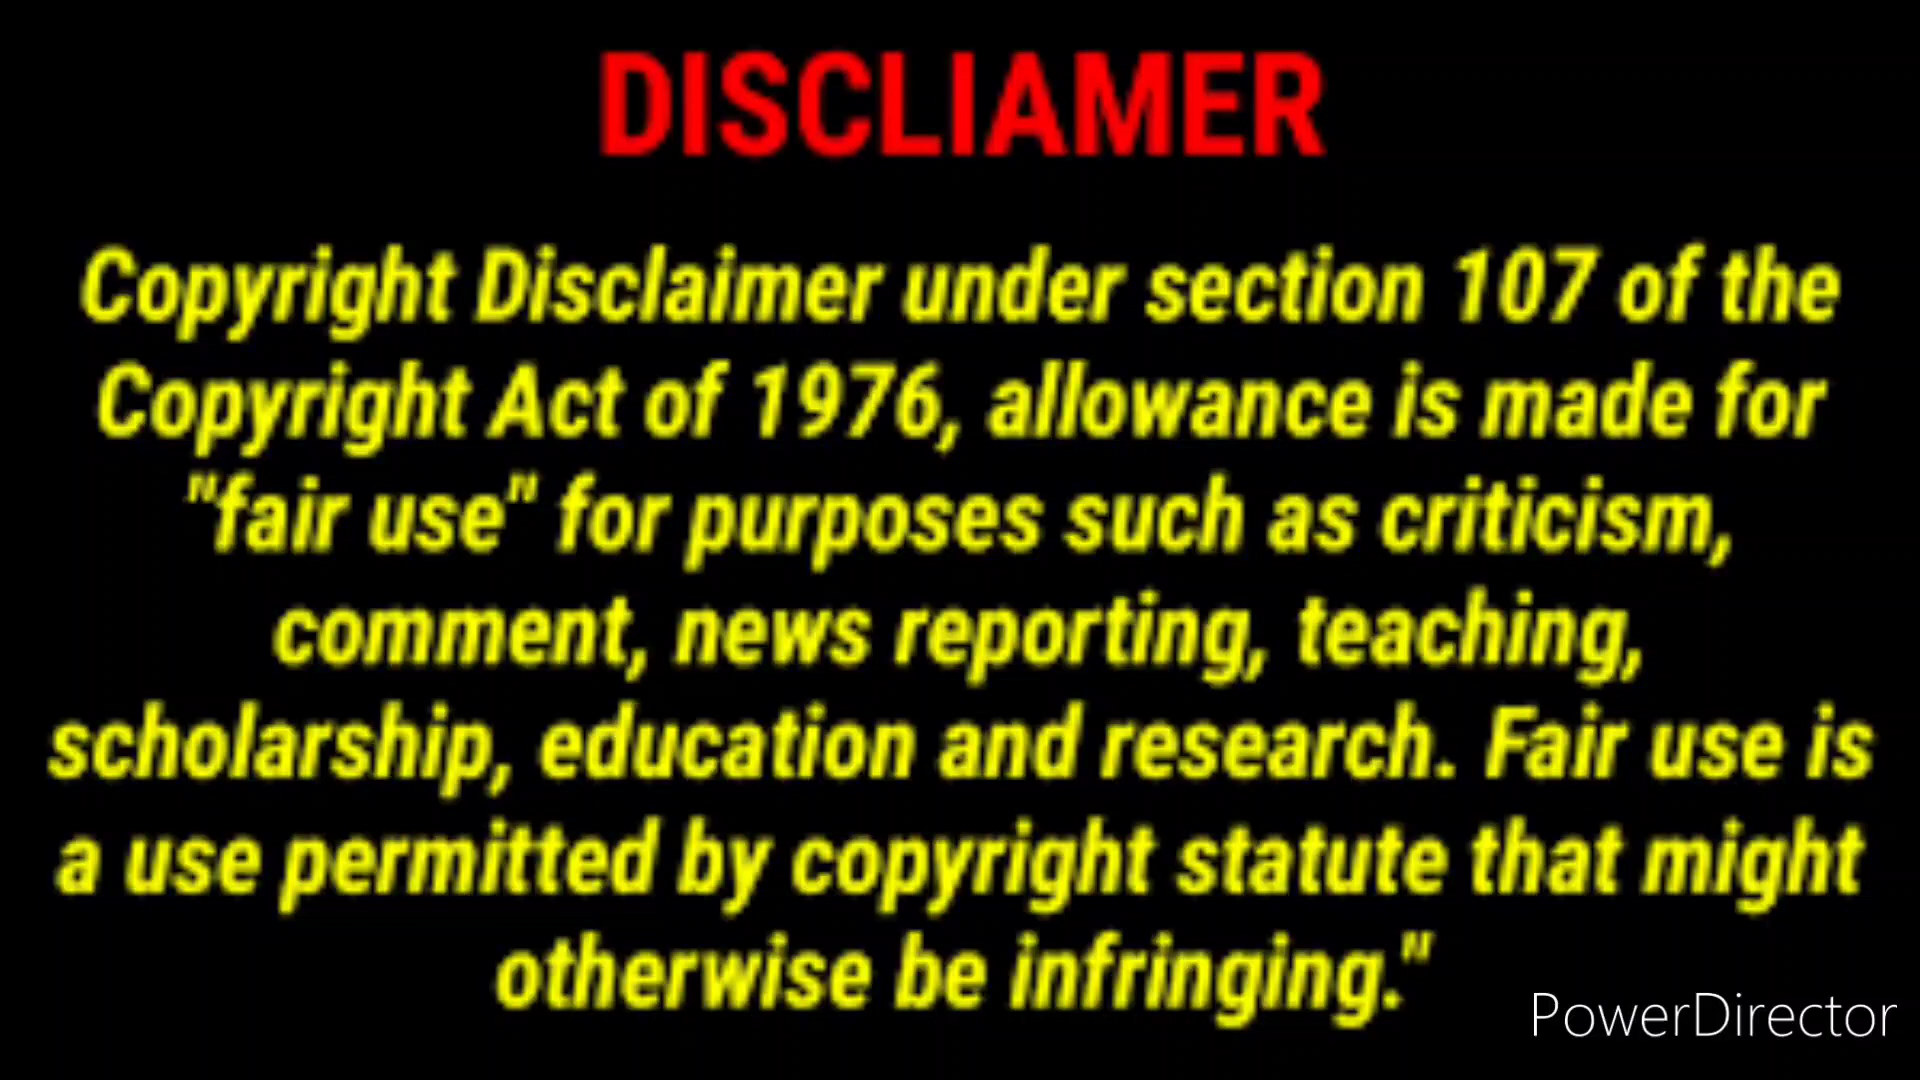 DISCLIAMER
Copyright Disclaimer under section 107 of the
Copyright Act of 1976, allowance is made for
"fair use" for purposes such as criticism,
comment, news reporting, teaching,
scholarship, education and research. Fair use is
a use permitted by copyright statute that might
otherwise be infringing."
PowerDirector